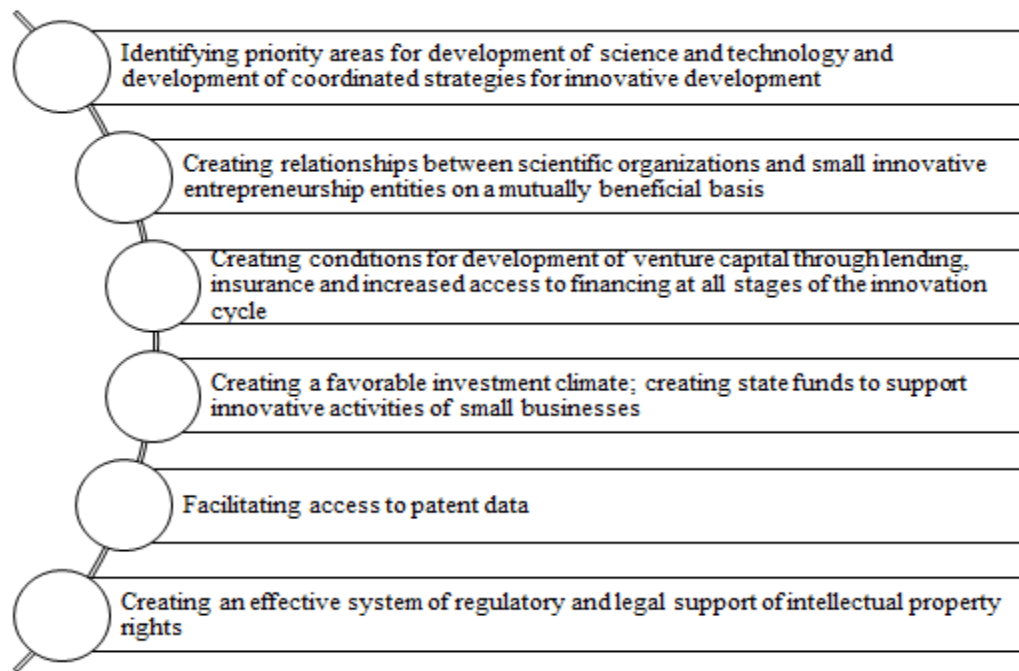 Identifying priority areas for development of science and technology and
development of coordinated strategies for innovative development
Creating relationships between scientific organizations and small innovative
entrepreneurship entities on a mutually beneficial basis
Creating conditions for development of venture capital through lending,
insurance and increased access to financing at all stages of the innovation
cycle
Creating a favorable investment climate; creating state funds to support
innovative activities of small businesses
Facilitating access to patent data
Creating an effective system of regulatory and legal support of intellectual property
rights